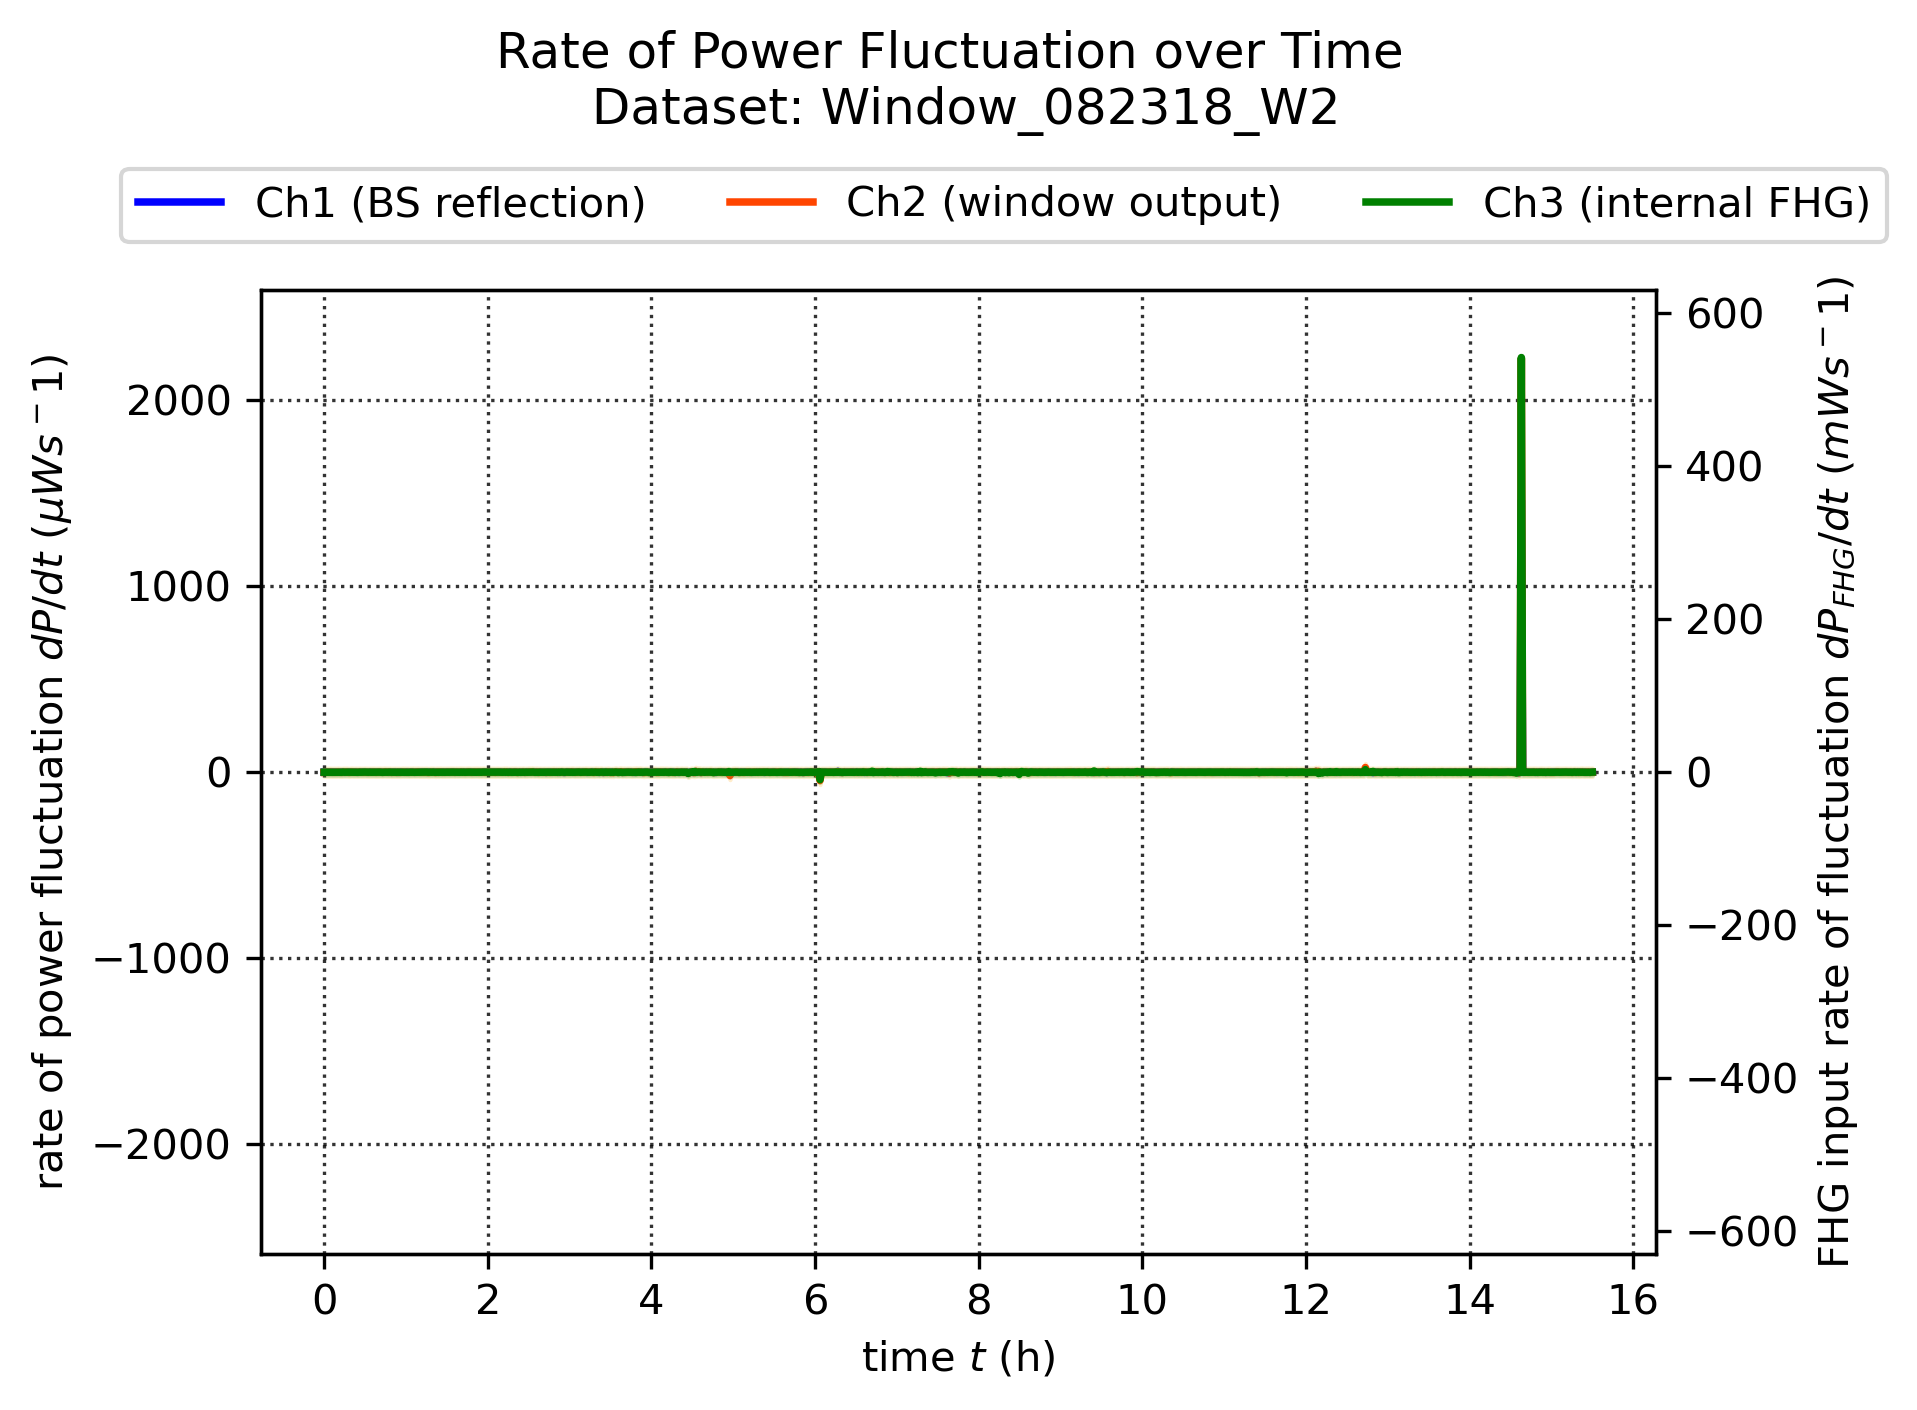 Rate of Power Fluctuation over Time
Dataset: Window_082318_W2
Ch1 (BS reflection)
Ch2 (window output)
Ch3 (internal FHG)
rate of power fluctuation dP/dt (μWs⁻1)
2000
1000
0
−1000
−2000
600
400
200
0
−200
−400
−600
FHG input rate of fluctuation dP_FHG/dt (mWs⁻1)
0
2
4
6
8
10
12
14
16
time t (h)